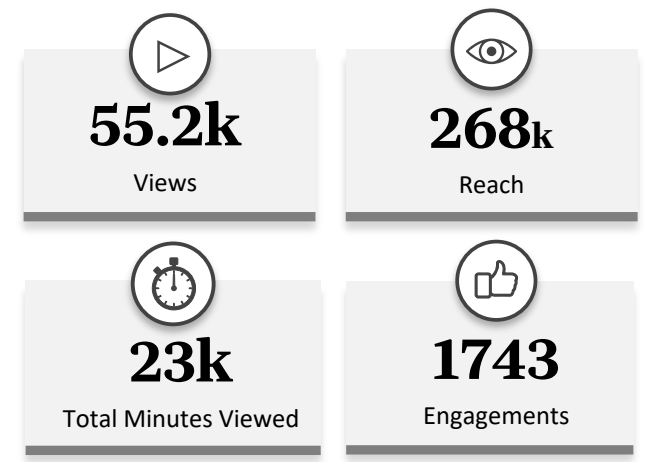 55.2k
Views
268k
Reach
23k
Total Minutes Viewed
1743
Engagements